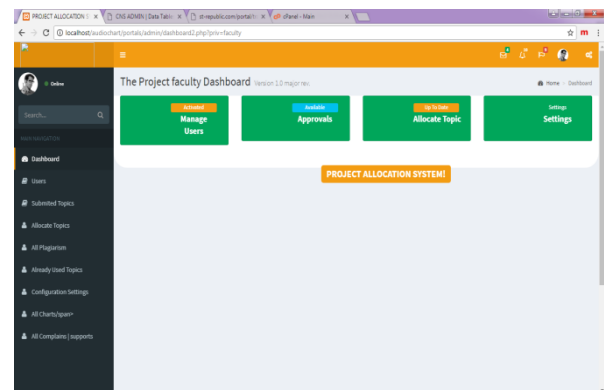 PROJECT ALLOCATION S
CNS ADMIN | Data Table
st-republic.com/portal/h
cPanel - Main
localhost/audiochart/portals/admin/dashboard2.php?priv=faculty
Online
Search...
MAIN NAVIGATION
Dashboard
Users
Submited Topics
Allocate Topics
All Plagiarism
Already Used Topics
Configuration Settings
All Charts/span>
All Complains | supports
The Project faculty Dashboard Version 1.0 major rev.
Home > Dashboard
Activated
Manage
Users
Available
Approvals
Up To Date
Allocate Topic
Settings
Settings
PROJECT ALLOCATION SYSTEM!